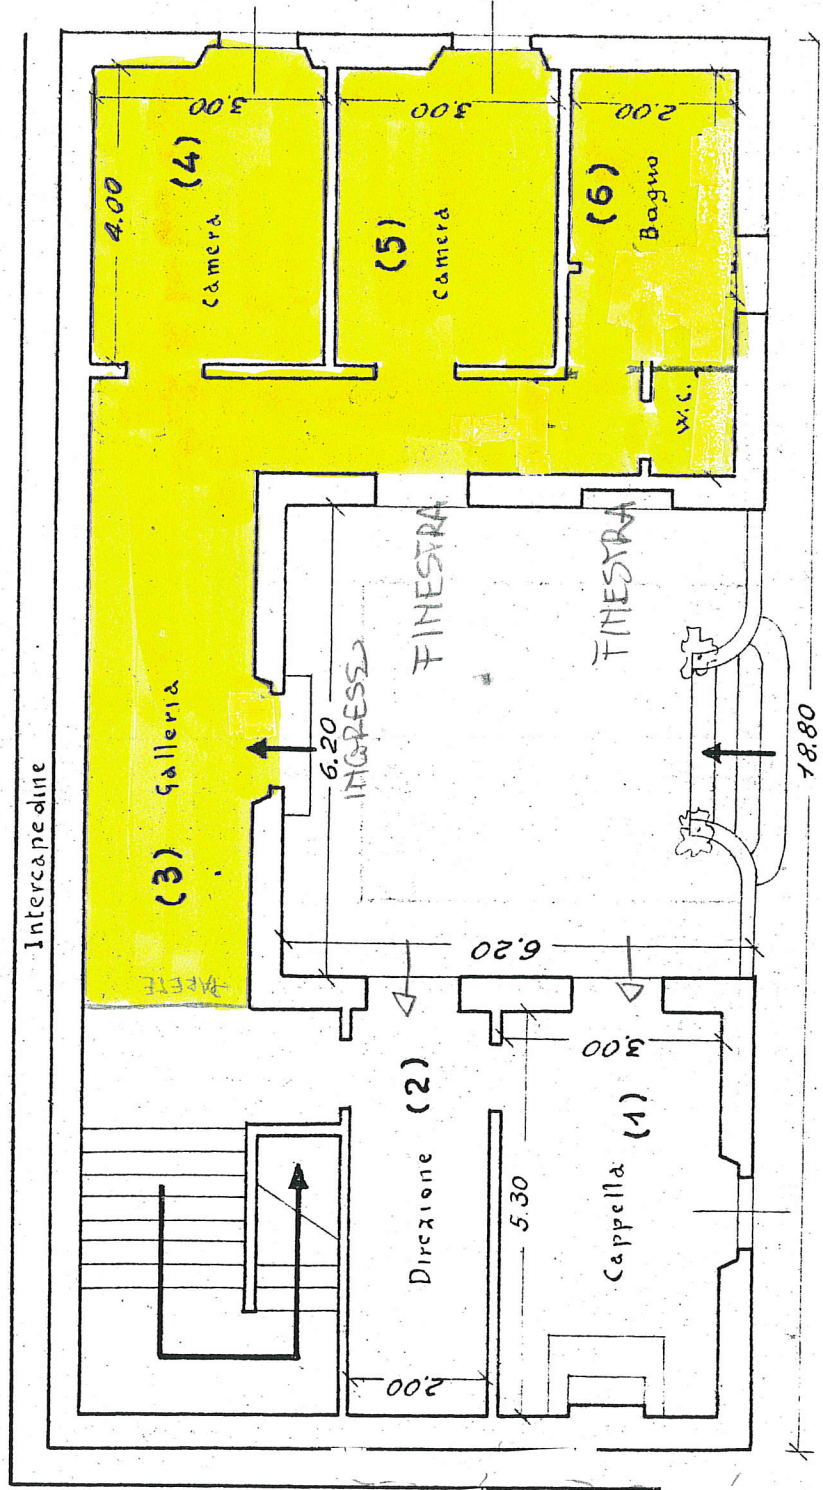 Intercapedine
4.00
3.00
(4)
Camera
3.00
(5)
Camera
2.00
(6)
Bagno
W.C.
(3) Galleria
PARETE
6.20
INGRESSO
FINESTRA
FINESTRA
6.20
18.80
Direzione (2)
2.00
5.30
3.00
Cappella (1)